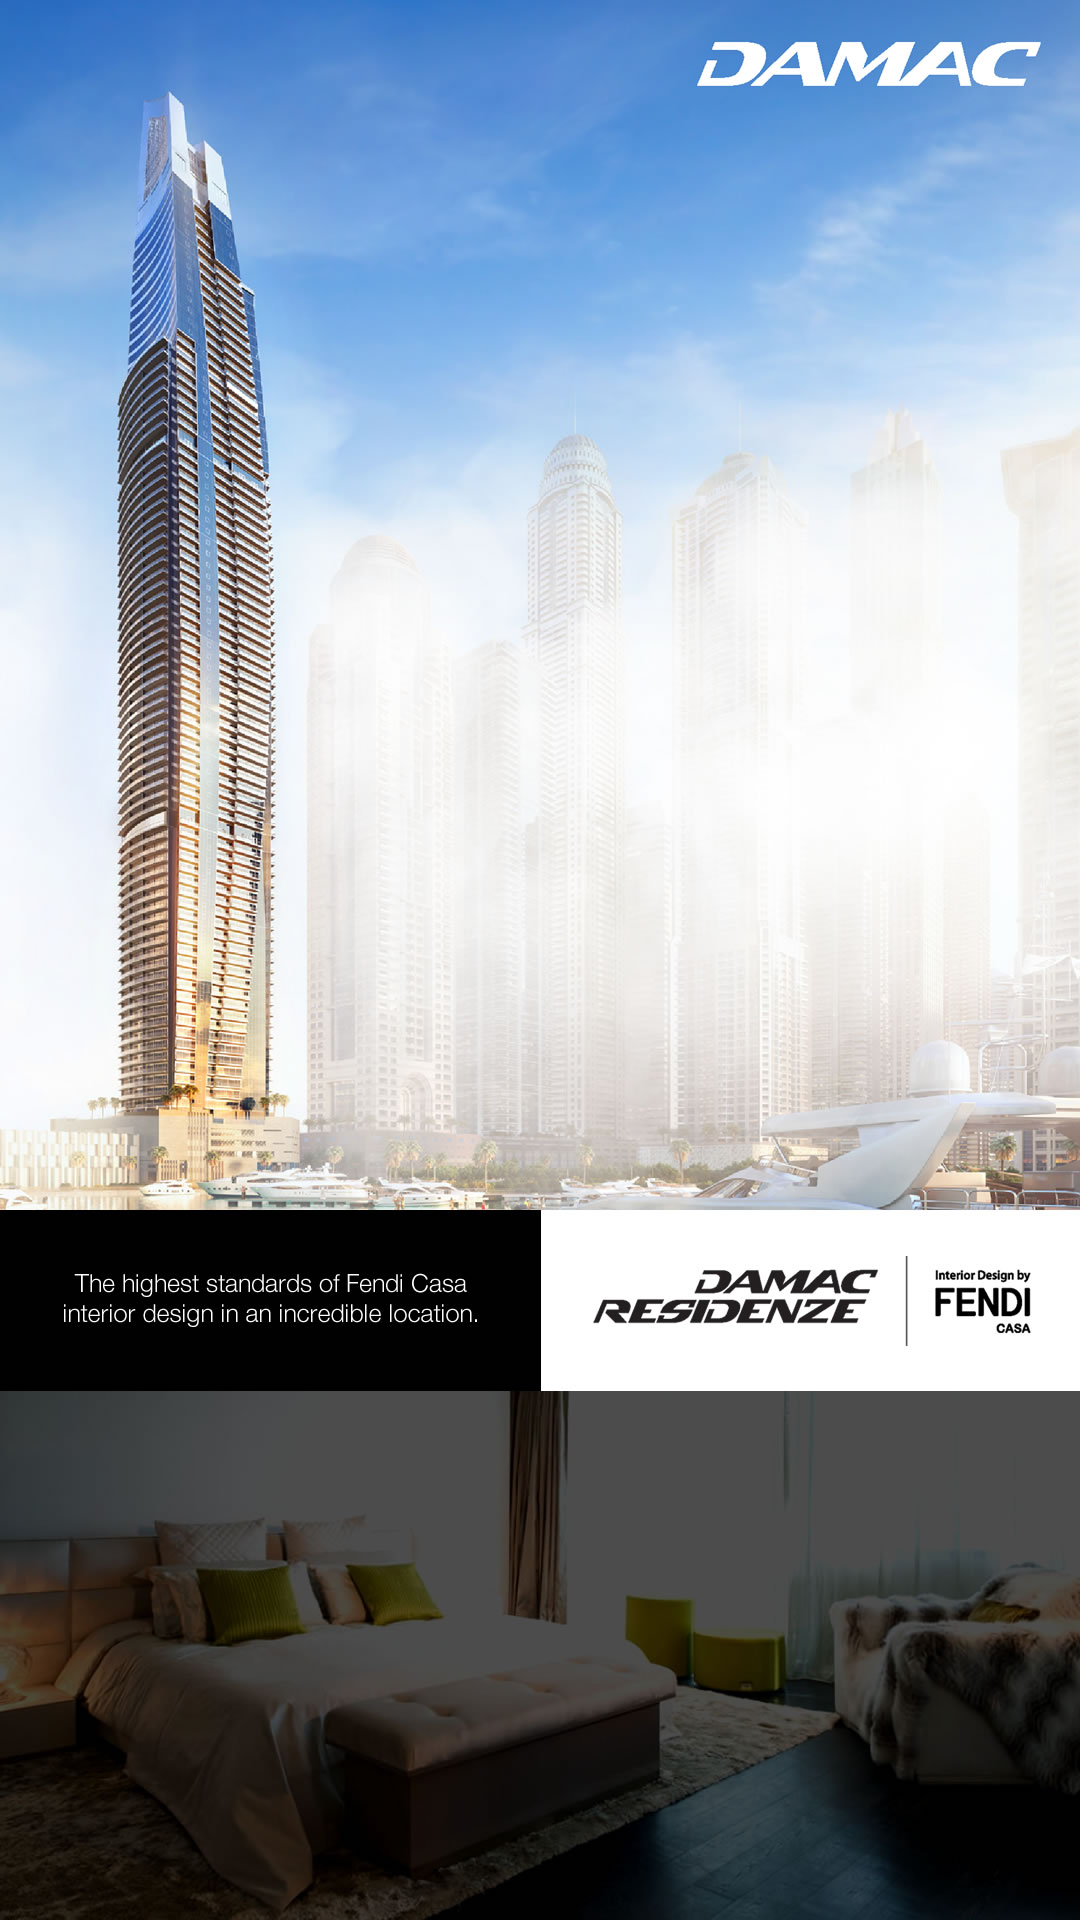 DAMAC
The highest standards of Fendi Casa
interior design in an incredible location.
DAMAC
RESIDENZE
Interior Design by
FENDI
CASA